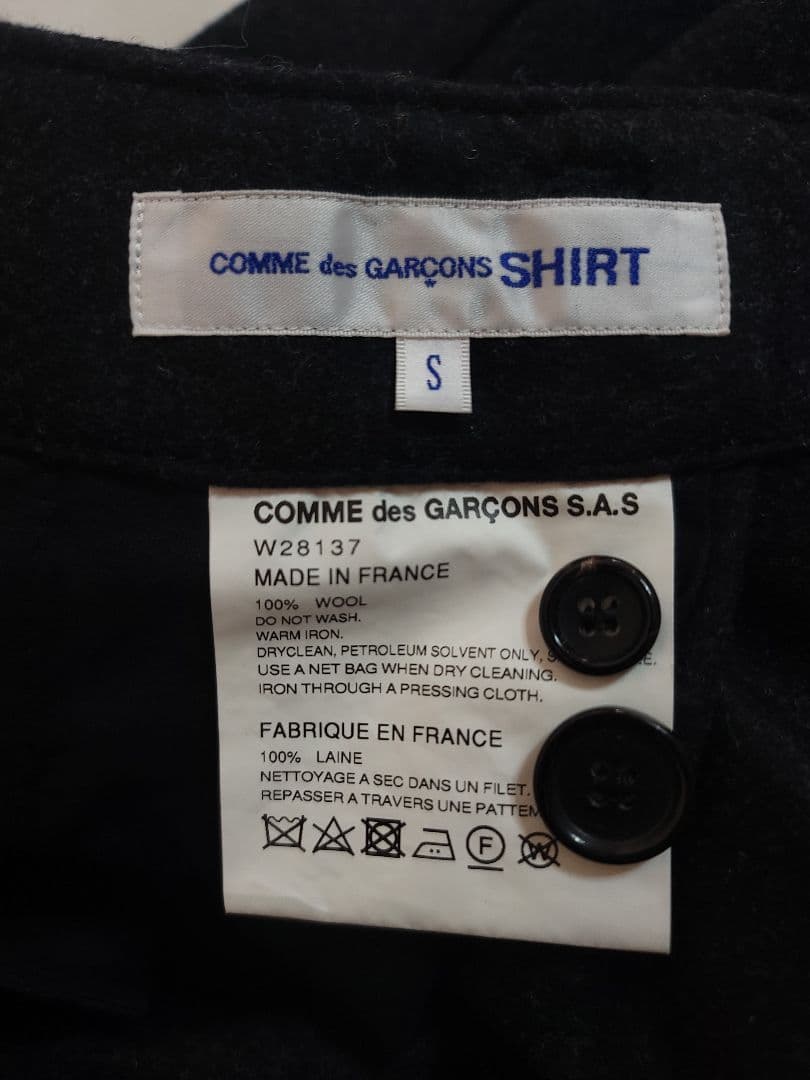 COMME des GARÇONS SHIRT
S
COMME des GARÇONS S.A.S
W28137
MADE IN FRANCE
100% WOOL
DO NOT WASH.
WARM IRON.
DRYCLEAN, PETROLEUM SOLVENT ONLY,
USE A NET BAG WHEN DRY CLEANING.
IRON THROUGH A PRESSING CLOTH.
FABRIQUE EN FRANCE
100% LAINE
NETTOYAGE A SEC DANS UN FILET.
REPASSER A TRAVERS UNE
F
W